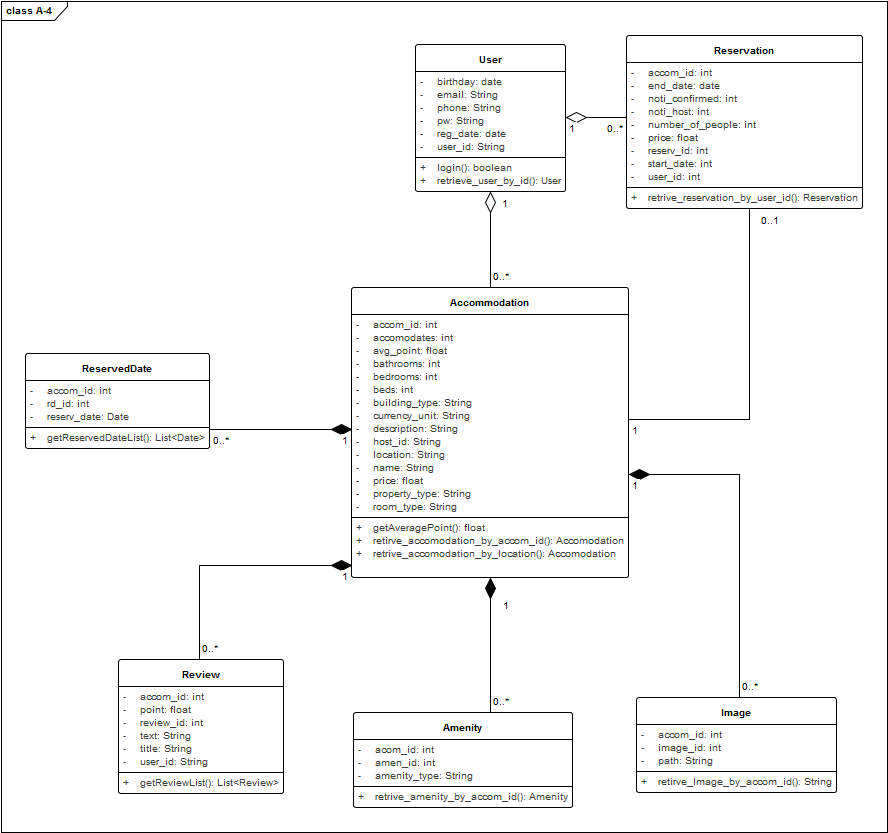 class A-4
User
- birthday: date
- email: String
- phone: String
- pw: String
- reg_date: date
- user_id: String
+ login(): boolean
+ retrieve_user_by_id(): User
Reservation
- accom_id: int
- end_date: date
- noti_confirmed: int
- noti_host: int
- number_of_people: int
- price: float
- reserv_id: int
- start_date: int
- user_id: int
+ retrive_reservation_by_user_id(): Reservation
1
0..*
1
0..*
0..1
1
Accommodation
- accom_id: int
- accomodates: int
- avg_point: float
- bathrooms: int
- bedrooms: int
- beds: int
- building_type: String
- currency_unit: String
- description: String
- host_id: String
- location: String
- name: String
- price: float
- property_type: String
- room_type: String
+ getAveragePoint(): float
+ retirve_accomodation_by_accom_id(): Accomodation
+ retrive_accomodation_by_location(): Accomodation
ReservedDate
- accom_id: int
- rd_id: int
- reserv_date: Date
+ getReservedDateList(): List<Date>
0..*
1
1
0..*
1
0..*
1
0..*
Review
- accom_id: int
- point: float
- review_id: int
- text: String
- title: String
- user_id: String
+ getReviewList(): List<Review>
Amenity
- acom_id: int
- amen_id: int
- amenity_type: String
+ retrive_amenity_by_accom_id(): Amenity
Image
- accom_id: int
- image_id: int
- path: String
+ retirve_Image_by_accom_id(): String